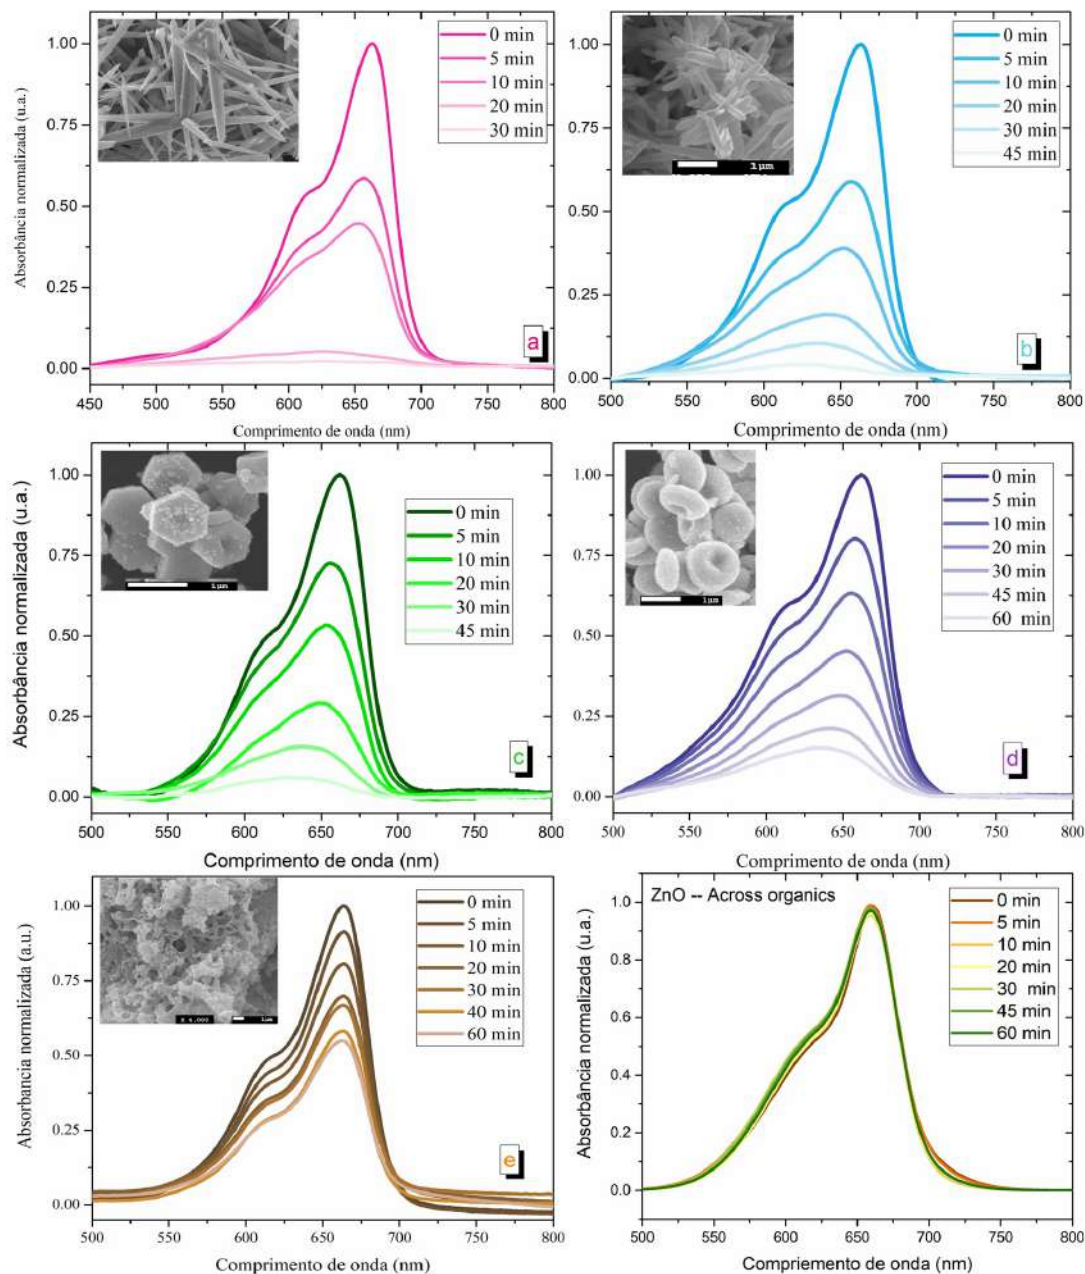 1.00
0.75
0.50
0.25
0.00
Absorbância normalizada (u.a.)
0 min
5 min
10 min
20 min
30 min
a
450 500 550 600 650 700 750 800
Comprimento de onda (nm)
1.00
0.75
0.50
0.25
0.00
Absorbância normalizada (u.a.)
1µm
0 min
5 min
10 min
20 min
30 min
45 min
b
500 550 600 650 700 750 800
Comprimento de onda (nm)
1.00
0.75
0.50
0.25
0.00
Absorbância normalizada (u.a.)
1µm
0 min
5 min
10 min
20 min
30 min
45 min
c
500 550 600 650 700 750 800
Comprimento de onda (nm)
1.00
0.75
0.50
0.25
0.00
Absorbância normalizada (u.a.)
1µm
0 min
5 min
10 min
20 min
30 min
45 min
60 min
d
500 550 600 650 700 750 800
Comprimento de onda (nm)
1.00
0.75
0.50
0.25
0.00
Absorbancia normalizada (a.u.)
1µm
0 min
5 min
10 min
20 min
30 min
40 min
60 min
e
500 550 600 650 700 750 800
Comprimento de onda (nm)
ZnO -- Across organics
1.0
0.8
0.6
0.4
0.2
0.0
Absorbância normalizada (u.a.)
0 min
5 min
10 min
20 min
30 min
45 min
60 min
500 550 600 650 700 750 800
Compriemento de onda (nm)